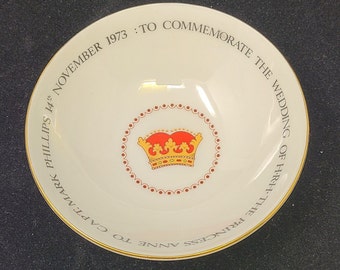 TO COMMEMORATE THE WEDDING OF H.R.H. THE PRINCESS ANNE TO CAPT. MARK PHILLIPS 14th NOVEMBER 1973 :